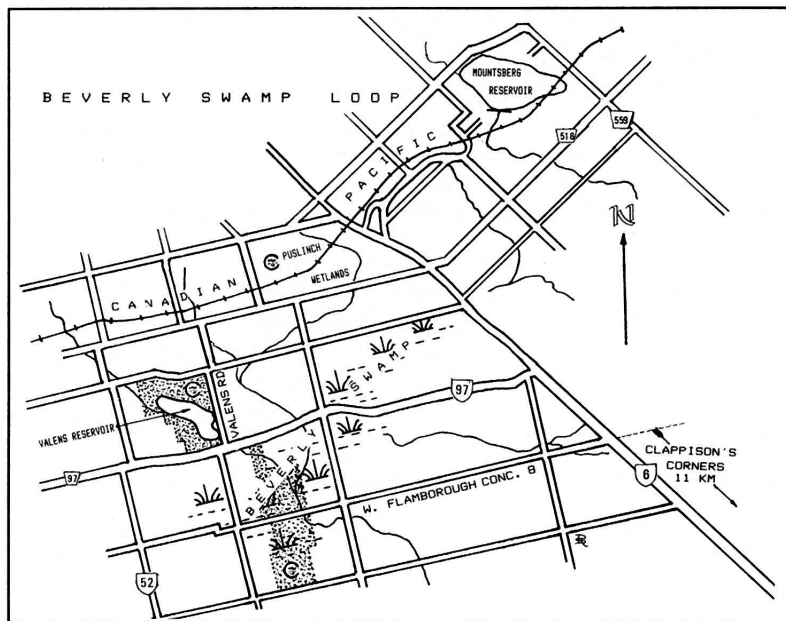 BEVERLY SWAMP LOOP
MOUNTSBERG
RESERVOIR
559
518
PACIFIC
N
PUSLINCH
WETLANDS
CAVADIAN
SWAMP
VALENS RD
97
VALENS RESERVOIR
BEVERLY
97
CLAPPISON'S
CORNERS
11 KM
6
W. FLAMBOROUGH CONC. 8
52